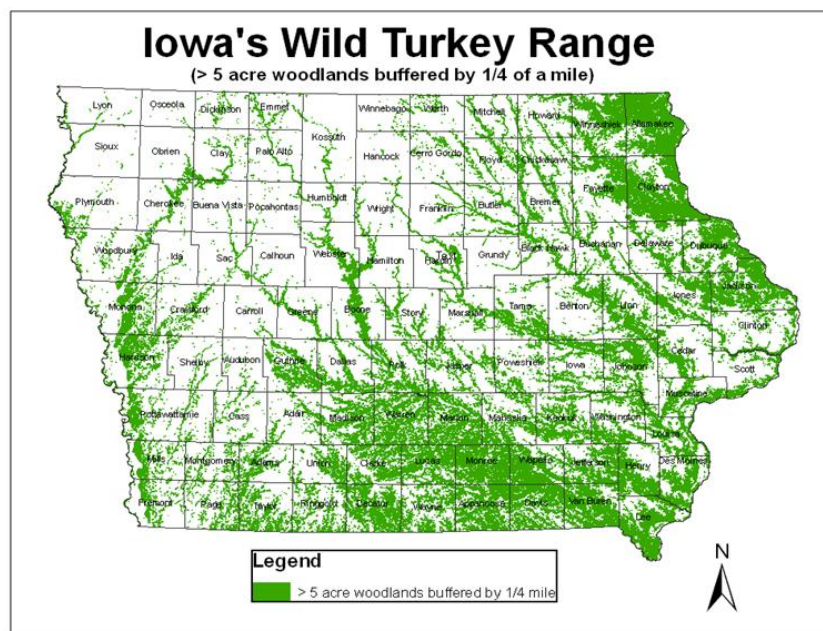 Iowa's Wild Turkey Range
(> 5 acre woodlands buffered by 1/4 of a mile)
Lyon Osceola Dickinson Emmet Winnebago Worth Mitchell Howard Winneshiek Allamakee
Kossuth
Sioux Obrien Clay Palo Alto Hancock Cerro Gordo Floyd Chickasaw
Fayette Clayton
Plymouth Cherokee Buena Vista Pocahontas Humboldt Wright Franklin Butler Bremer
Woodbury Ida Sac Calhoun Webster Hamilton Hardin Grundy Black Hawk Buchanan Delaware Dubuque
Monona Crawford Carroll Greene Boone Story Marshall Tama Benton Linn Jones Jackson
Clinton
Harrison Shelby Audubon Guthrie Dallas Polk Jasper Poweshiek Iowa Johnson Cedar Scott
Muscatine
Pottawattamie Cass Adair Madison Warren Marion Mahaska Keokuk Washington Louisa
Mills Montgomery Adams Union Clarke Lucas Monroe Wapello Jefferson Henry Des Moines
Fremont Page Taylor Ringgold Decatur Wayne Appanoose Davis Van Buren Lee
N
Legend
> 5 acre woodlands buffered by 1/4 mile